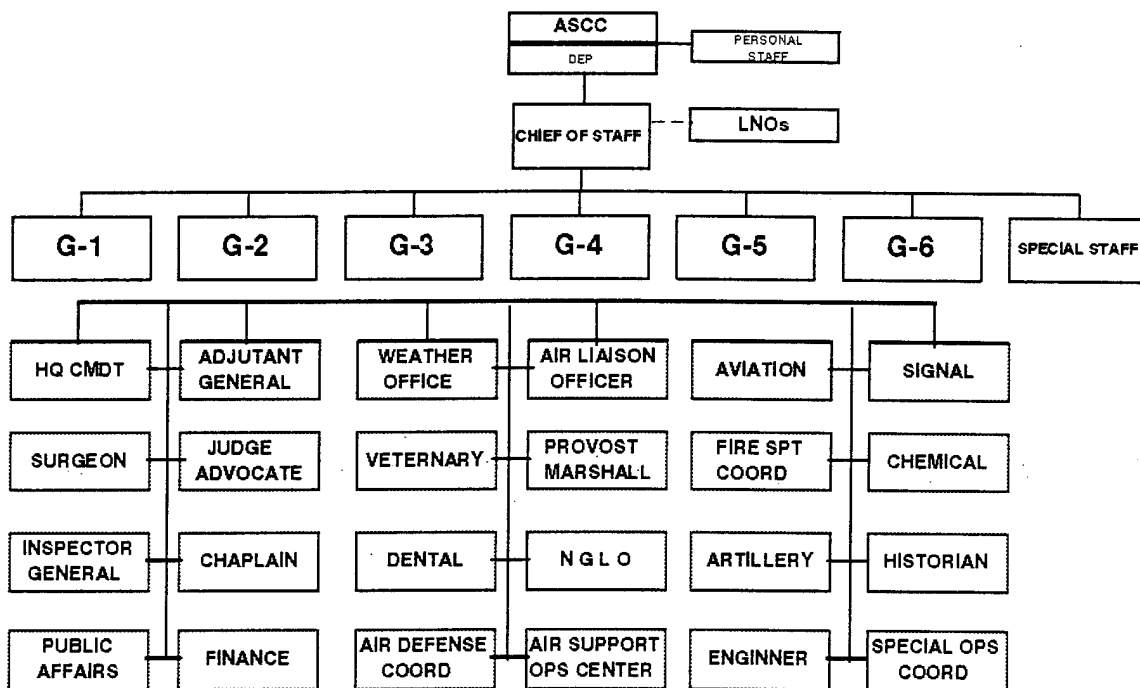 ASCC
DEP
PERSONAL
STAFF
CHIEF OF STAFF
LNOs
G-1
G-2
G-3
G-4
G-5
G-6
SPECIAL STAFF
HQ CMDT
ADJUTANT
GENERAL
WEATHER
OFFICE
AIR LIAISON
OFFICER
AVIATION
SIGNAL
SURGEON
JUDGE
ADVOCATE
VETERNARY
PROVOST
MARSHALL
FIRE SPT
COORD
CHEMICAL
INSPECTOR
GENERAL
CHAPLAIN
DENTAL
N G L O
ARTILLERY
HISTORIAN
PUBLIC
AFFAIRS
FINANCE
AIR DEFENSE
COORD
AIR SUPPORT
OPS CENTER
ENGINNER
SPECIAL OPS
COORD